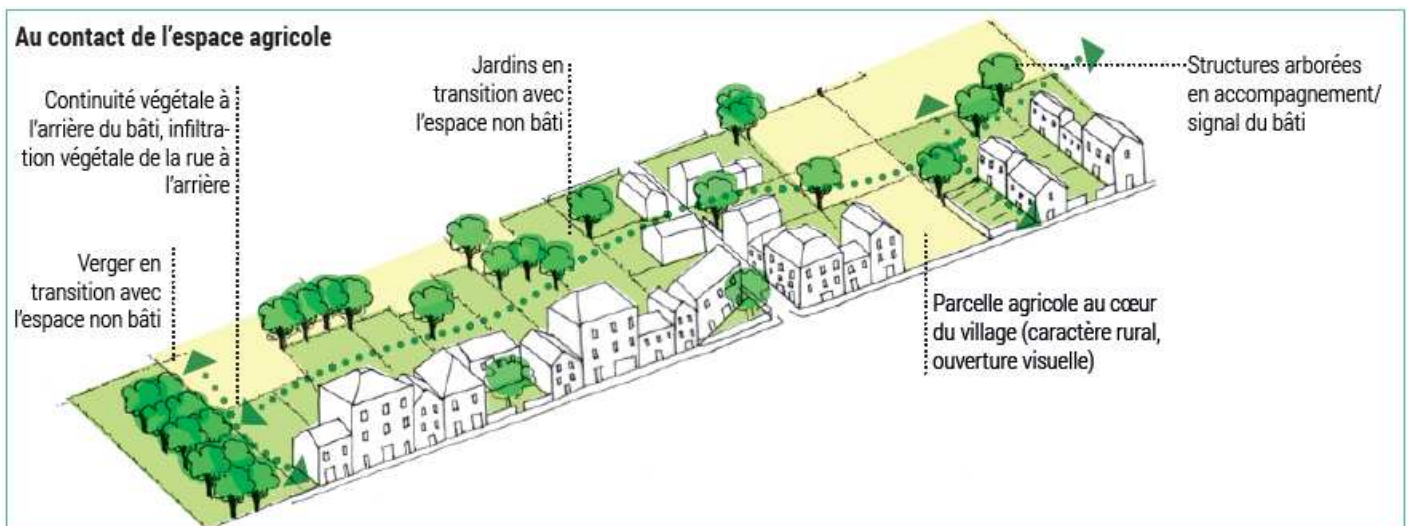 Au contact de l’espace agricole
Continuité végétale à
l’arrière du bâti, infiltra-
tion végétale de la rue à
l’arrière
Verger en
transition avec
l’espace non bâti
Jardins en
transition avec
l’espace non bâti
Structures arborées
en accompagnement/
signal du bâti
Parcelle agricole au cœur
du village (caractère rural,
ouverture visuelle)